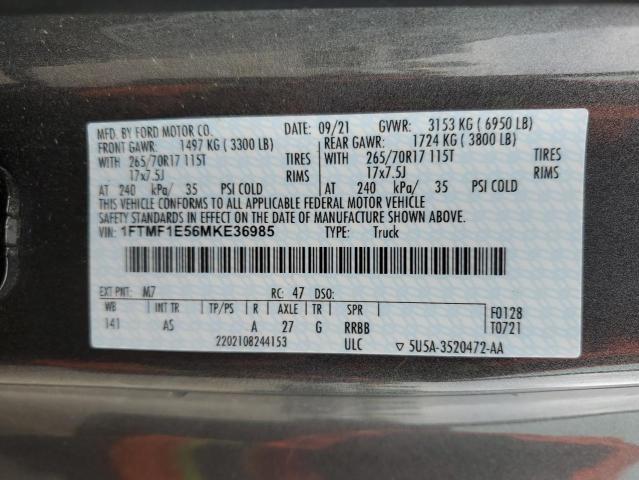 MFD. BY FORD MOTOR CO. DATE: 09/21 GVWR: 3153 KG ( 6950 LB)
FRONT GAWR: 1497 KG ( 3300 LB) REAR GAWR: 1724 KG ( 3800 LB)
WITH 265/70R17 115T TIRES WITH 265/70R17 115T TIRES
17x7.5J RIMS 17x7.5J RIMS
AT 240 kPa/ 35 PSI COLD AT 240 kPa/ 35 PSI COLD
THIS VEHICLE CONFORMS TO ALL APPLICABLE FEDERAL MOTOR VEHICLE
SAFETY STANDARDS IN EFFECT ON THE DATE OF MANUFACTURE SHOWN ABOVE.
VIN: 1FTMF1E56MKE36985 TYPE: Truck
EXT PNT: M7 RC: 47 DSO:
WB INT TR TP/PS R AXLE TR SPR F0128
141 AS A 27 G RRBB T0721
2202108244153 ULC ▽ 5U5A-3520472-AA